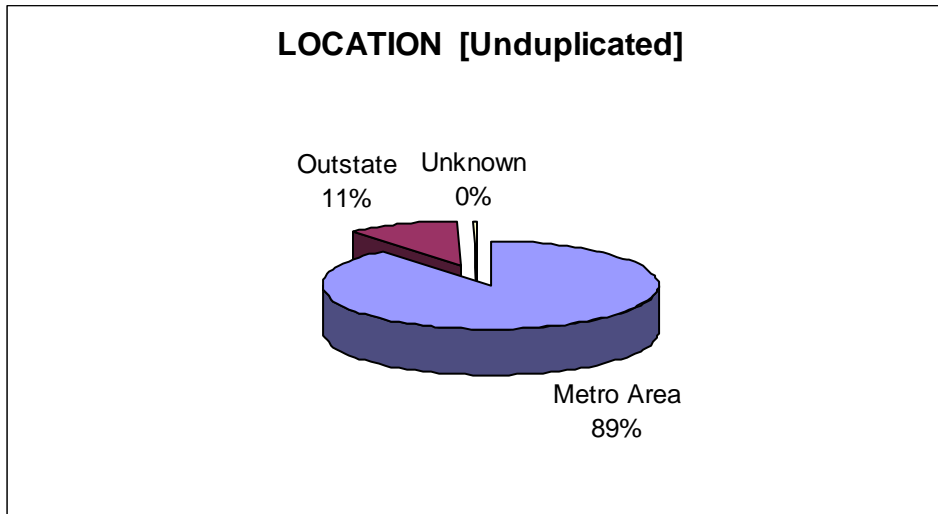 LOCATION [Unduplicated]
Outstate
11%
Unknown
0%
Metro Area
89%